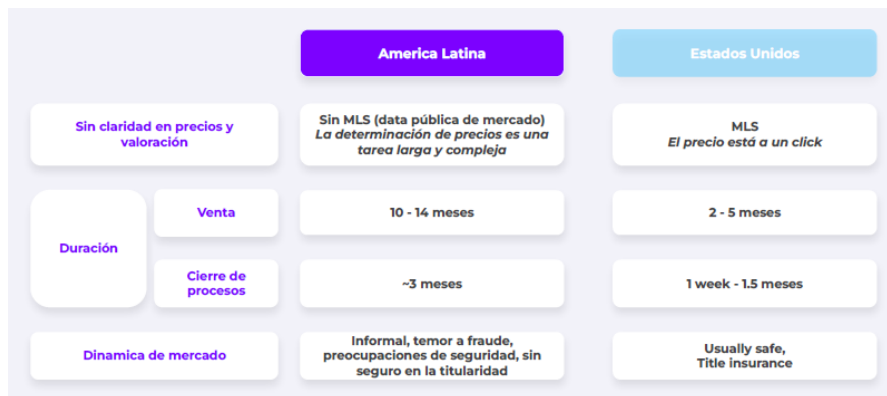 America Latina
Estados Unidos
Sin claridad en precios y
valoración
Sin MLS (data pública de mercado)
La determinación de precios es una
tarea larga y compleja
MLS
El precio está a un click
Duración
Venta
10 - 14 meses
2 - 5 meses
Cierre de
procesos
~3 meses
1 week - 1.5 meses
Dinamica de mercado
Informal, temor a fraude,
preocupaciones de seguridad, sin
seguro en la titularidad
Usually safe,
Title insurance